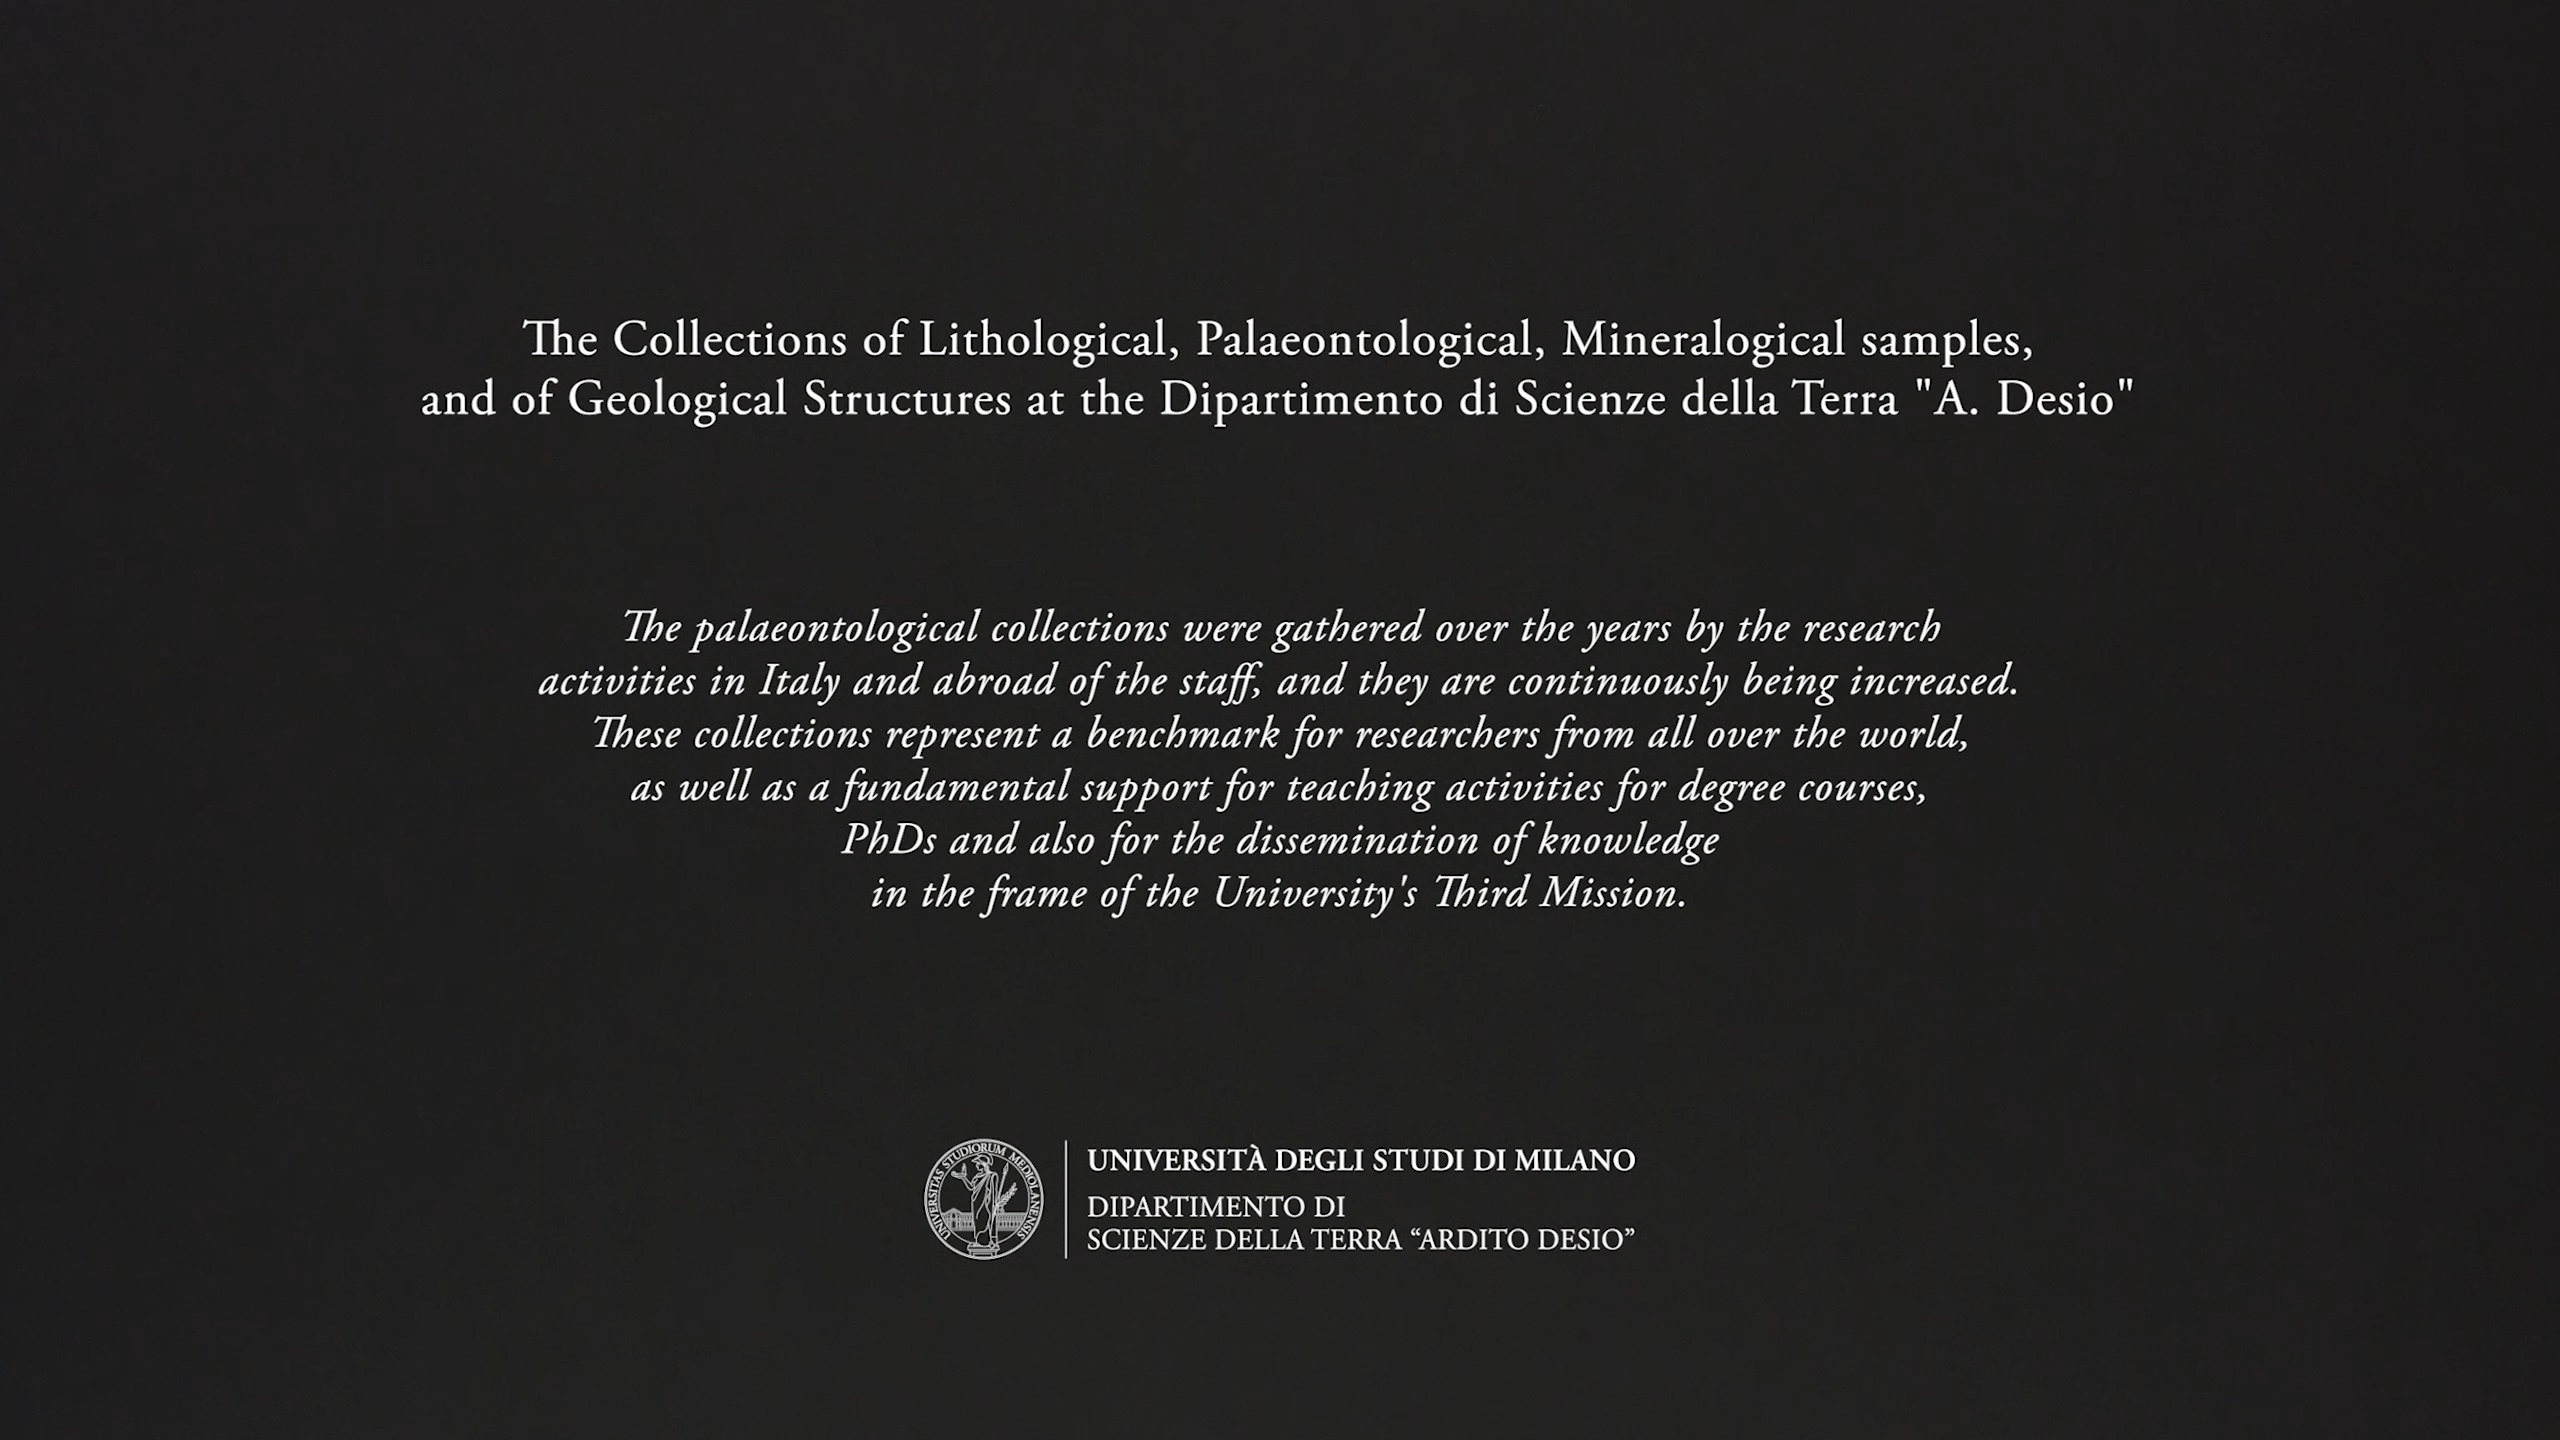 The Collections of Lithological, Palaeontological, Mineralogical samples,
and of Geological Structures at the Dipartimento di Scienze della Terra "A. Desio"
The palaeontological collections were gathered over the years by the research
activities in Italy and abroad of the staff, and they are continuously being increased.
These collections represent a benchmark for researchers from all over the world,
as well as a fundamental support for teaching activities for degree courses,
PhDs and also for the dissemination of knowledge
in the frame of the University's Third Mission.
UNIVERSITAS STUDIORUM MEDIOLANENSIS
UNIVERSITÀ DEGLI STUDI DI MILANO
DIPARTIMENTO DI
SCIENZE DELLA TERRA “ARDITO DESIO”